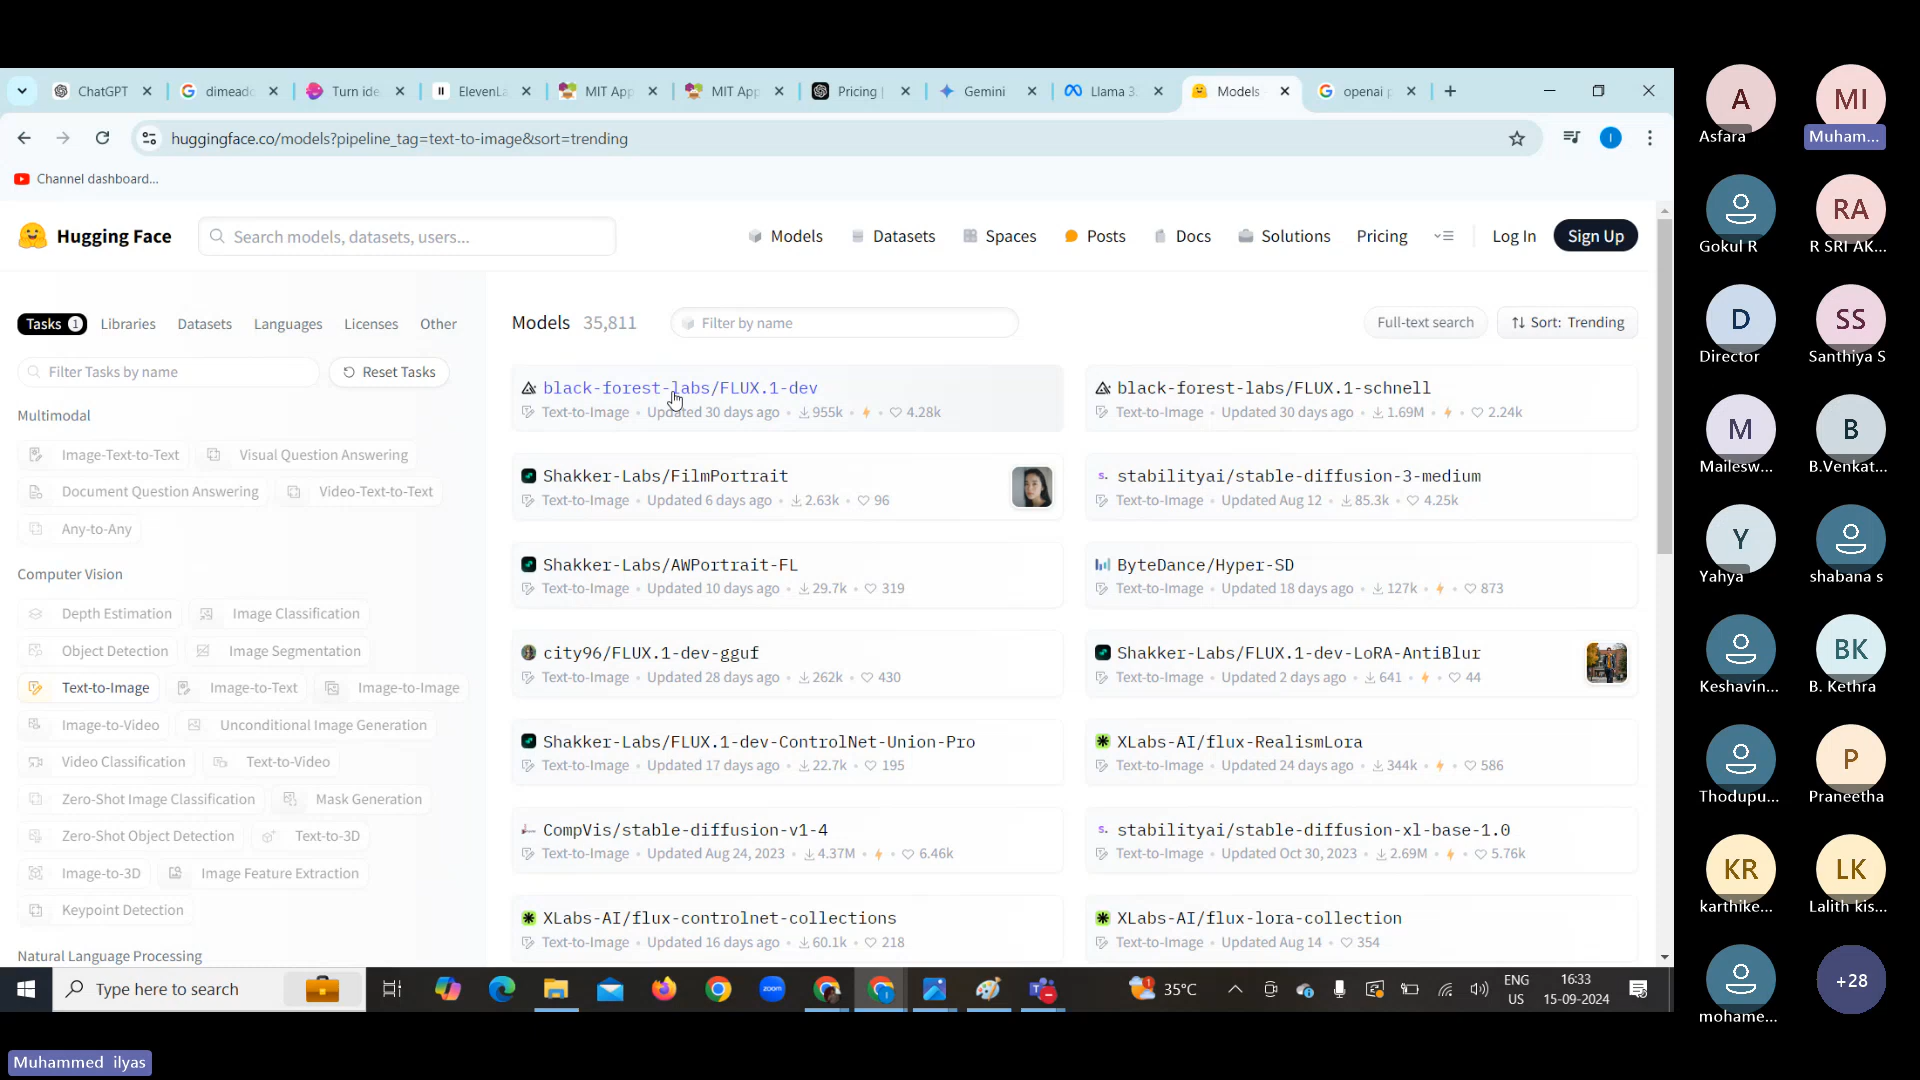 ChatGPT
dimead
Turn ide
ElevenLa
MIT App
MIT App
Pricing |
Gemini
Llama 3.
Models
openai p
huggingface.co/models?pipeline_tag=text-to-image&sort=trending
Channel dashboard...
Hugging Face
Search models, datasets, users...
Models
Datasets
Spaces
Posts
Docs
Solutions
Pricing
Log In
Sign Up
Tasks 1
Libraries
Datasets
Languages
Licenses
Other
Filter Tasks by name
Reset Tasks
Multimodal
Image-Text-to-Text
Visual Question Answering
Document Question Answering
Video-Text-to-Text
Any-to-Any
Computer Vision
Depth Estimation
Image Classification
Object Detection
Image Segmentation
Text-to-Image
Image-to-Text
Image-to-Image
Image-to-Video
Unconditional Image Generation
Video Classification
Text-to-Video
Zero-Shot Image Classification
Mask Generation
Zero-Shot Object Detection
Text-to-3D
Image-to-3D
Image Feature Extraction
Keypoint Detection
Natural Language Processing
Models 35,811
Filter by name
Full-text search
Sort: Trending
black-forest-labs/FLUX.1-dev
Text-to-Image • Updated 30 days ago • 955k • 4.28k
black-forest-labs/FLUX.1-schnell
Text-to-Image • Updated 30 days ago • 1.69M • 2.24k
Shakker-Labs/FilmPortrait
Text-to-Image • Updated 6 days ago • 2.63k • 96
stabilityai/stable-diffusion-3-medium
Text-to-Image • Updated Aug 12 • 85.3k • 4.25k
Shakker-Labs/AWPortrait-FL
Text-to-Image • Updated 10 days ago • 29.7k • 319
ByteDance/Hyper-SD
Text-to-Image • Updated 18 days ago • 127k • 873
city96/FLUX.1-dev-gguf
Text-to-Image • Updated 28 days ago • 262k • 430
Shakker-Labs/FLUX.1-dev-LoRA-AntiBlur
Text-to-Image • Updated 2 days ago • 641 • 44
Shakker-Labs/FLUX.1-dev-ControlNet-Union-Pro
Text-to-Image • Updated 17 days ago • 22.7k • 195
XLabs-AI/flux-RealismLora
Text-to-Image • Updated 24 days ago • 344k • 586
CompVis/stable-diffusion-v1-4
Text-to-Image • Updated Aug 24, 2023 • 4.37M • 6.46k
stabilityai/stable-diffusion-xl-base-1.0
Text-to-Image • Updated Oct 30, 2023 • 2.69M • 5.76k
XLabs-AI/flux-controlnet-collections
Text-to-Image • Updated 16 days ago • 60.1k • 218
XLabs-AI/flux-lora-collection
Text-to-Image • Updated Aug 14 • 354
Type here to search
zoom
35°C
ENG
US
16:33
15-09-2024
A
Asfara
MI
Muham...
Gokul R
RA
R SRI AK...
D
Director
SS
Santhiya S
M
Mailesw...
B
B.Venkat...
Y
Yahya
shabana s
Keshavin...
BK
B. Kethra
Thodupu...
P
Praneetha
KR
karthike...
LK
Lalith kis...
mohame...
+28
Muhammed ilyas